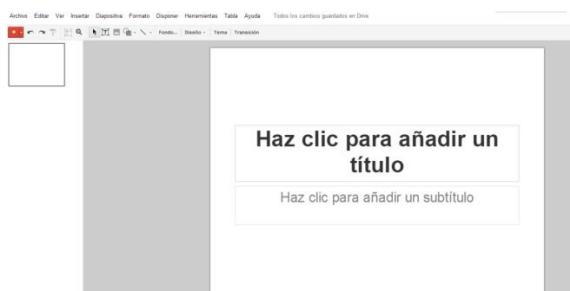 Archivo Editar Ver Insertar Diapositiva Formato Disponer Herramientas Tabla Ayuda Todos los cambios guardados en Drive
Fondo... Diseño Tema Transición
Haz clic para añadir un
título
Haz clic para añadir un subtítulo